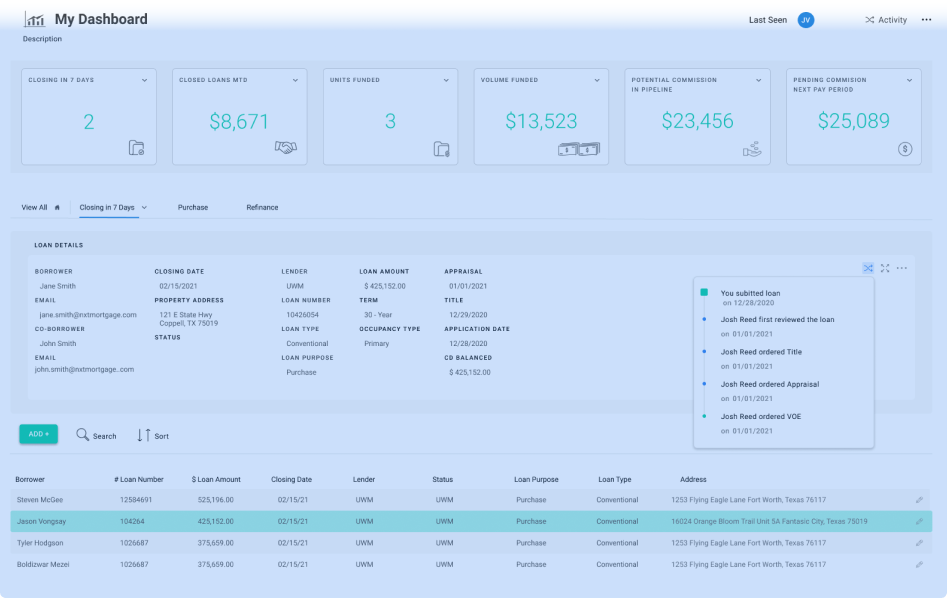 My Dashboard
Last Seen JV Activity
Description
CLOSING IN 7 DAYS
2
CLOSED LOANS MTD
$8,671
UNITS FUNDED
3
VOLUME FUNDED
$13,523
POTENTIAL COMMISSION
IN PIPELINE
$23,456
PENDING COMMISION
NEXT PAY PERIOD
$25,089
View All Closing in 7 Days Purchase Refinance
LOAN DETAILS
BORROWER
Jane Smith
EMAIL
jane.smith@nxtmortgage.com
CO-BORROWER
John Smith
EMAIL
john.smith@nxtmortgage..com
CLOSING DATE
02/15/2021
PROPERTY ADDRESS
121 E State Hwy
Coppell, TX 75019
STATUS
LENDER
UWM
LOAN NUMBER
10426054
LOAN TYPE
Conventional
LOAN PURPOSE
Purchase
LOAN AMOUNT
$ 425,152.00
TERM
30 - Year
OCCUPANCY TYPE
Primary
APPRAISAL
01/01/2021
TITLE
12/29/2020
APPLICATION DATE
12/28/2020
CD BALANCED
$ 425,152.00
You subitted loan
on 12/28/2020
Josh Reed first reviewed the loan
on 01/01/2021
Josh Reed ordered Title
on 01/01/2021
Josh Reed ordered Appraisal
on 01/01/2021
Josh Reed ordered VOE
on 01/01/2021
ADD + Search Sort
Borrower # Loan Number $ Loan Amount Closing Date Lender Status Loan Purpose Loan Type Address
Steven McGee 12584691 525,196.00 02/15/21 UWM UWM Purchase Conventional 1253 Flying Eagle Lane Fort Worth, Texas 76117
Jason Vongsay 104264 425,152.00 02/15/21 UWM UWM Purchase Conventional 16024 Orange Bloom Trail Unit 5A Fantasic City, Texas 75019
Tyler Hodgson 1026687 375,659.00 02/15/21 UWM UWM Purchase Conventional 1253 Flying Eagle Lane Fort Worth, Texas 76117
Boldizwar Mezei 1026687 375,659.00 02/15/21 UWM UWM Purchase Conventional 1253 Flying Eagle Lane Fort Worth, Texas 76117